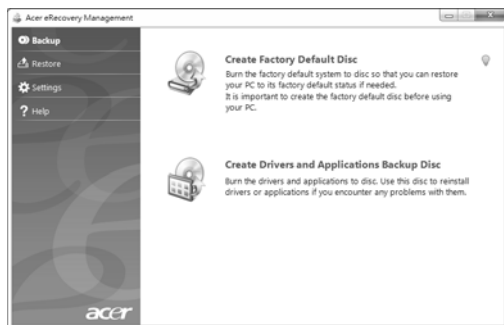 Acer eRecovery Management
Backup
Restore
Settings
? Help
Create Factory Default Disc
Burn the factory default system to disc so that you can restore
your PC to its factory default status if needed.
It is important to create the factory default disc before using
your PC.
Create Drivers and Applications Backup Disc
Burn the drivers and applications to disc. Use this disc to reinstall
drivers or applications if you encounter any problems with them.
acer